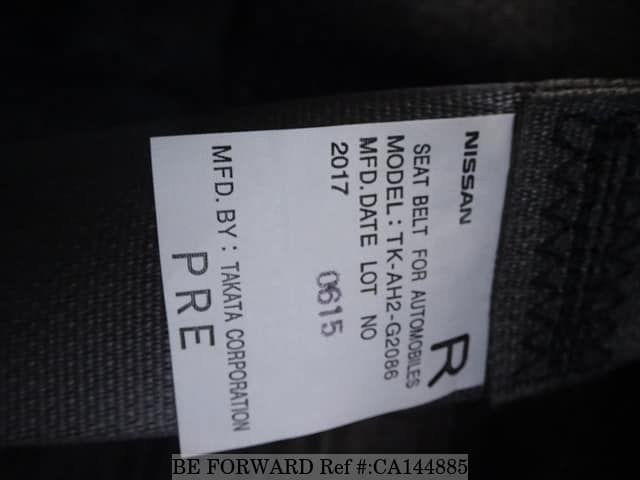 NISSAN
SEAT BELT FOR AUTOMOBILES
R
MODEL: TK-AH2-G2086
MFD.DATE LOT NO
2017 0615
MFD.BY: TAKATA CORPORATION
PRE
BE FORWARD Ref #:CA144885